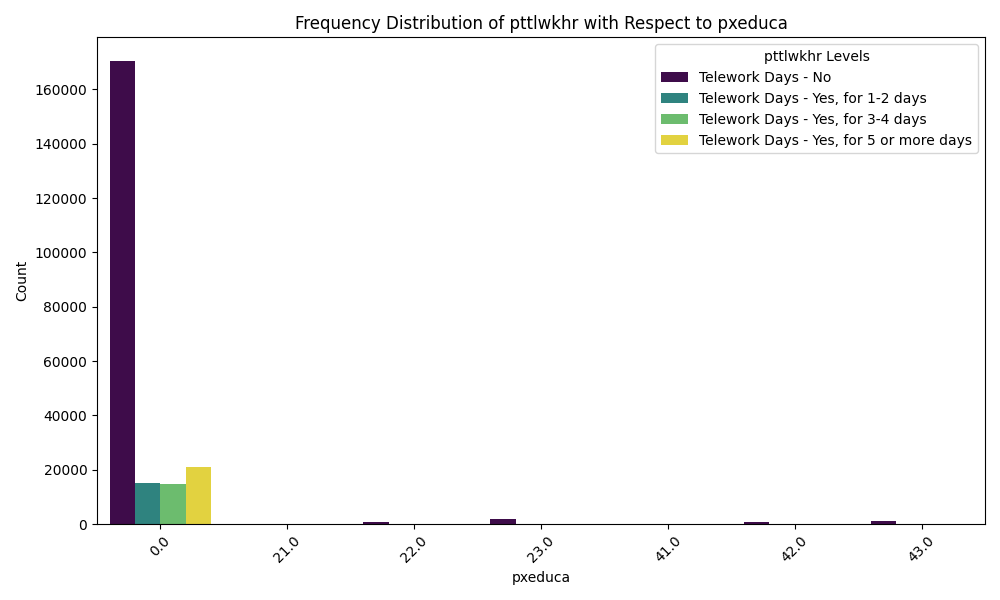 Frequency Distribution of pttlwkhr with Respect to pxeduca
pttlwkhr Levels
Telework Days - No
Telework Days - Yes, for 1-2 days
Telework Days - Yes, for 3-4 days
Telework Days - Yes, for 5 or more days
Count
160000
140000
120000
100000
80000
60000
40000
20000
0
0.0
21.0
22.0
23.0
41.0
42.0
43.0
pxeduca